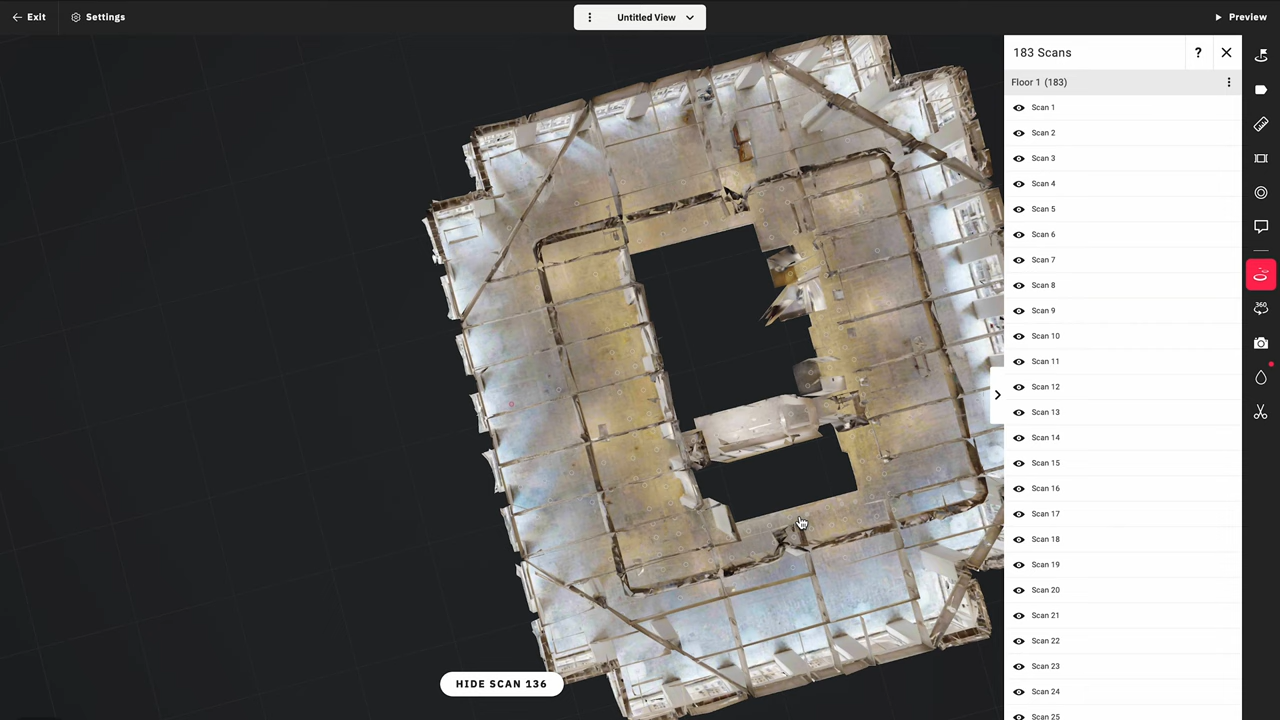 Exit
Settings
Untitled View
Preview
183 Scans
?
Floor 1 (183)
Scan 1
Scan 2
Scan 3
Scan 4
Scan 5
Scan 6
Scan 7
Scan 8
Scan 9
Scan 10
Scan 11
Scan 12
Scan 13
Scan 14
Scan 15
Scan 16
Scan 17
Scan 18
Scan 19
Scan 20
Scan 21
Scan 22
Scan 23
Scan 24
Scan 25
360
HIDE SCAN 136